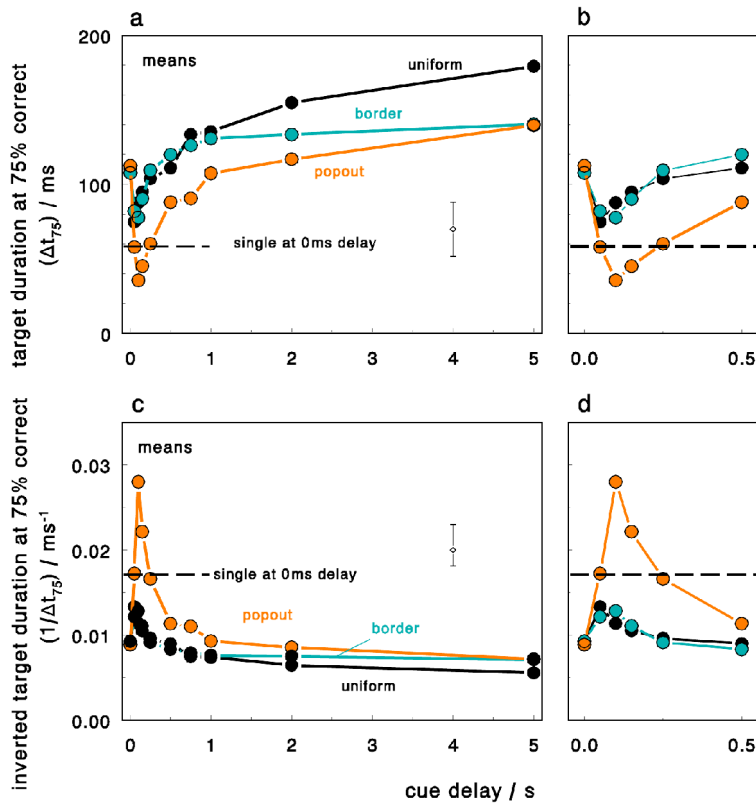 a
b
target duration at 75% correct
(Δt75) / ms
200
100
0
means
uniform
border
popout
single at 0ms delay
0 1 2 3 4 5
0.0 0.5
c
d
inverted target duration at 75% correct
(1/Δt75) / ms-1
0.03
0.02
0.01
0.00
means
single at 0ms delay
popout
border
uniform
0 1 2 3 4 5
0.0 0.5
cue delay / s